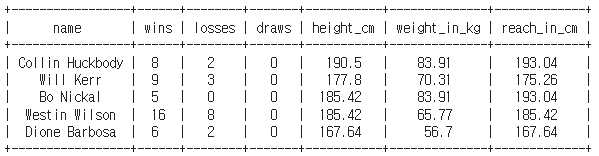 +------------------+------+--------+-------+-----------+--------------+-------------+
| name | wins | losses | draws | height_cm | weight_in_kg | reach_in_cm |
+------------------+------+--------+-------+-----------+--------------+-------------+
| Collin Huckbody | 8 | 2 | 0 | 190.5 | 83.91 | 193.04 |
| Will Kerr | 9 | 3 | 0 | 177.8 | 70.31 | 175.26 |
| Bo Nickal | 5 | 0 | 0 | 185.42 | 83.91 | 193.04 |
| Westin Wilson | 16 | 8 | 0 | 185.42 | 65.77 | 185.42 |
| Dione Barbosa | 6 | 2 | 0 | 167.64 | 56.7 | 167.64 |
+------------------+------+--------+-------+-----------+--------------+-------------+